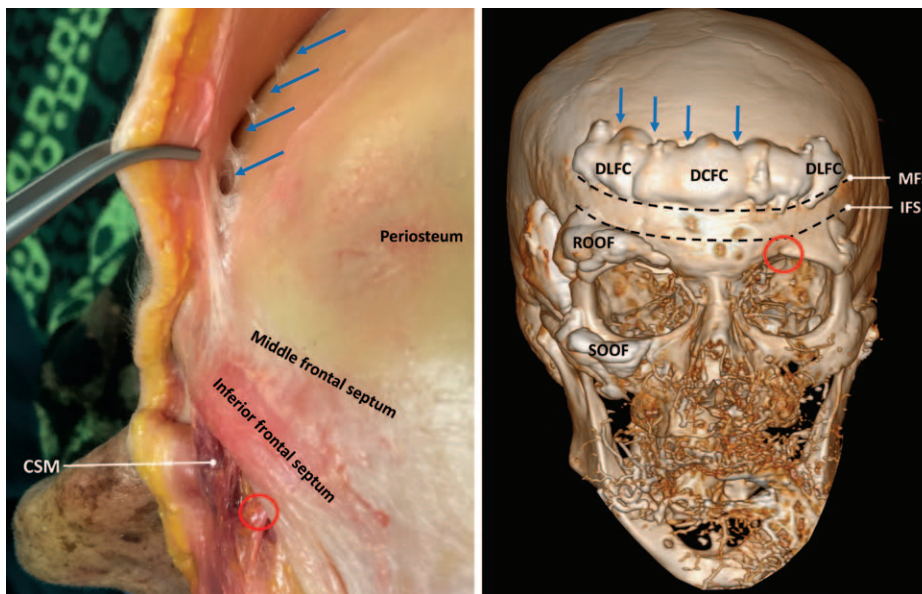 Periosteum
Middle frontal septum
Inferior frontal septum
CSM
DLFC
DCFC
DLFC
MF
IFS
ROOF
SOOF